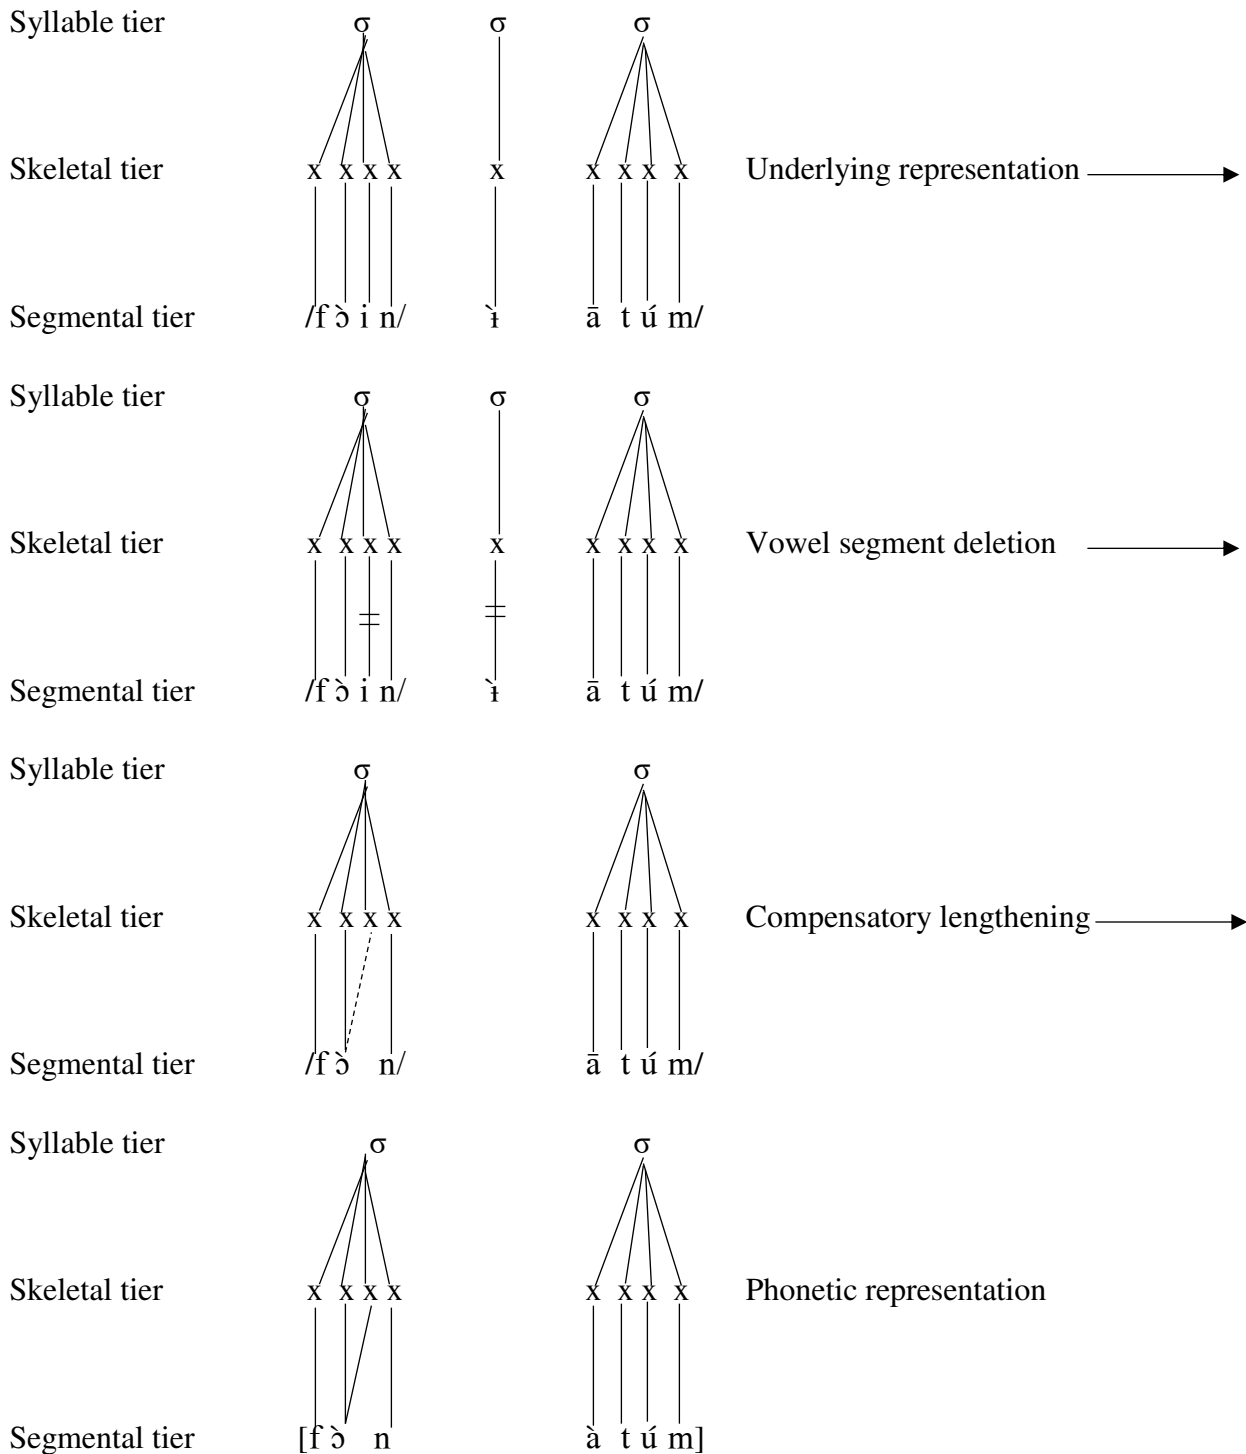 Syllable tier σ σ σ
Skeletal tier x x x x x x x x x Underlying representation
Segmental tier /f ɔ̀ i n/ ɨ̀ ā t ú m/
Syllable tier σ σ σ
Skeletal tier x x x x x x x x x Vowel segment deletion
Segmental tier /f ɔ̀ i n/ ɨ̀ ā t ú m/
Syllable tier σ σ
Skeletal tier x x x x x x x x Compensatory lengthening
Segmental tier /f ɔ̀ n/ ā t ú m/
Syllable tier σ σ
Skeletal tier x x x x x x x x Phonetic representation
Segmental tier [f ɔ̀ n à t ú m]